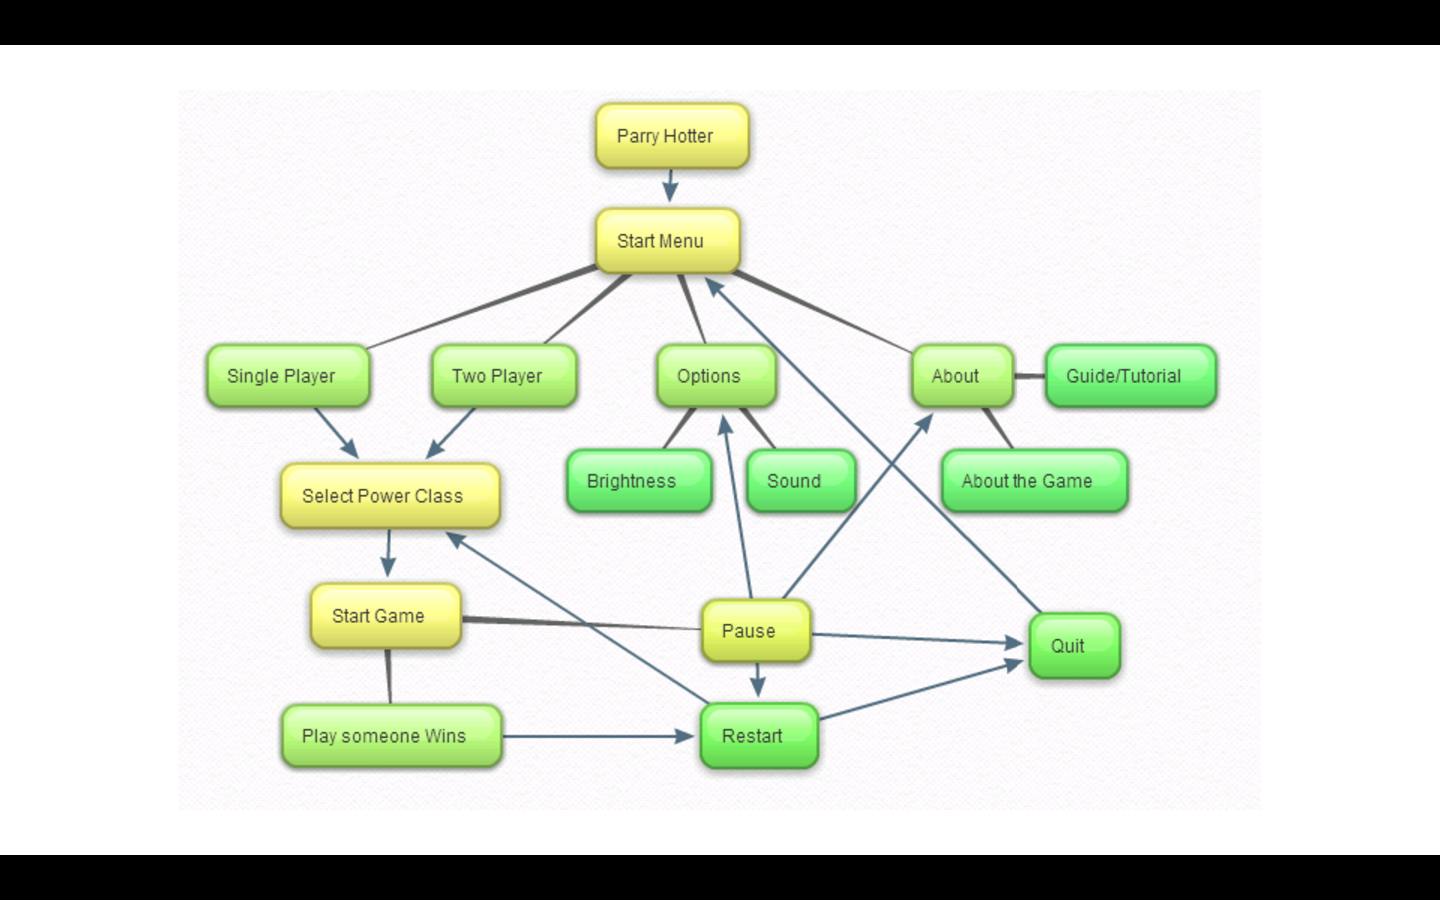 Parry Hotter
Start Menu
Single Player
Two Player
Options
About
Guide/Tutorial
Brightness
Sound
About the Game
Select Power Class
Start Game
Pause
Quit
Play someone Wins
Restart